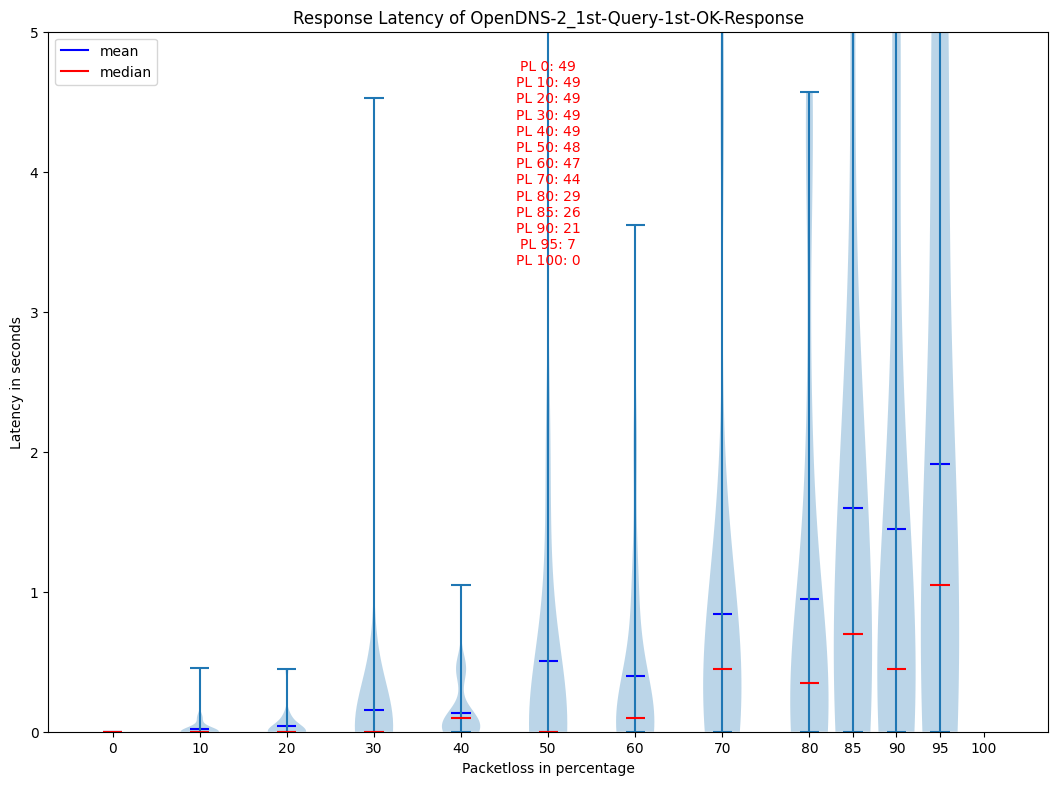 Response Latency of OpenDNS-2_1st-Query-1st-OK-Response
mean
median
PL 0: 49
PL 10: 49
PL 20: 49
PL 30: 49
PL 40: 49
PL 50: 48
PL 60: 47
PL 70: 44
PL 80: 29
PL 85: 26
PL 90: 21
PL 95: 7
PL 100: 0
Latency in seconds
5
4
3
2
1
0
0 10 20 30 40 50 60 70 80 85 90 95 100
Packetloss in percentage